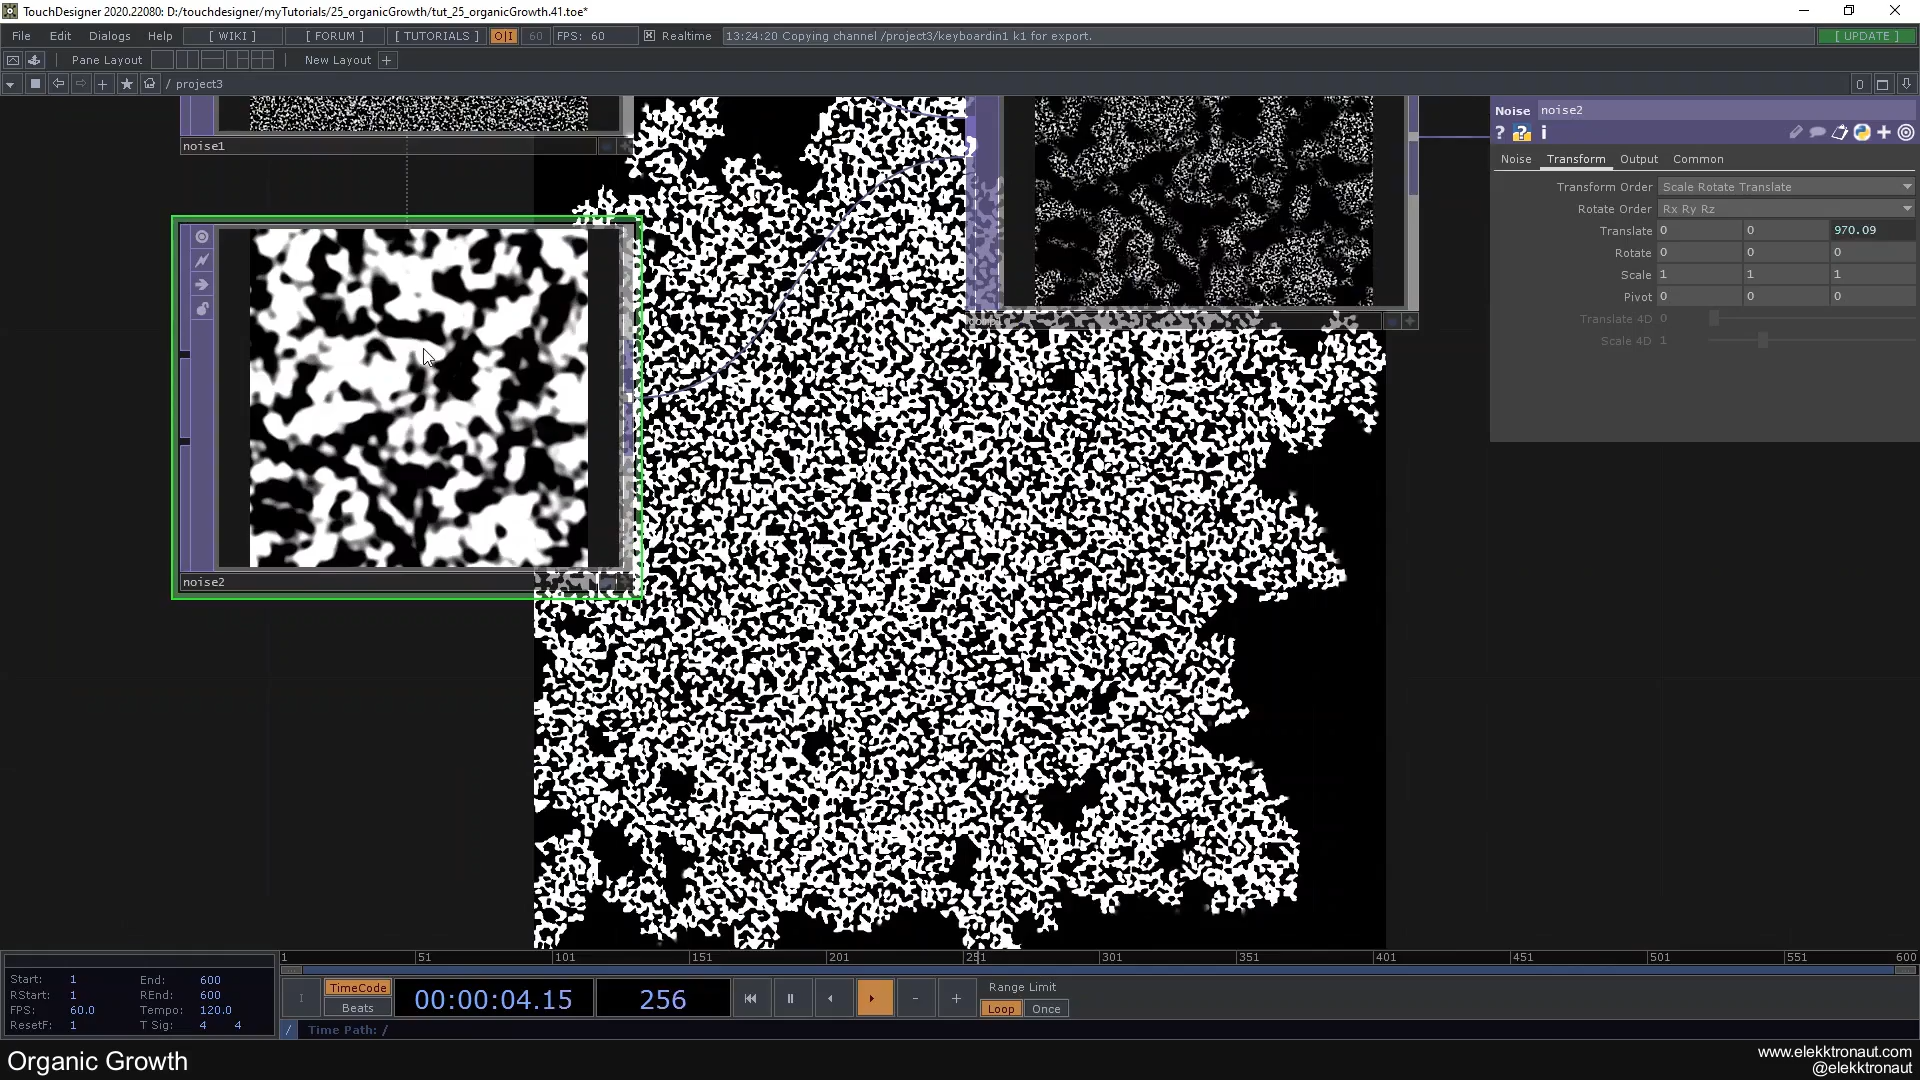 TouchDesigner 2020.22080: D:/touchdesigner/myTutorials/25_organicGrowth/tut_25_organicGrowth.41.toe*
File Edit Dialogs Help [ WIKI ] [ FORUM ] [ TUTORIALS ] O|I 60 FPS: 60 Realtime 13:24:20 Copying channel /project3/keyboardin1 k1 for export. [ UPDATE ]
Pane Layout New Layout +
/ project3 0
Noise noise2
? ? i
Noise Transform Output Common
Transform Order Scale Rotate Translate
Rotate Order Rx Ry Rz
Translate 0 0 970.09
Rotate 0 0 0
Scale 1 1 1
Pivot 0 0 0
Translate 4D 0
Scale 4D 1
noise1
noise2
1 51 101 151 201 251 301 351 401 451 501 551 600
Start: 1 End: 600
RStart: 1 REnd: 600
FPS: 60.0 Tempo: 120.0
ResetF: 1 T Sig: 4 4
I TimeCode Beats
00:00:04.15 256
- +
Range Limit
Loop Once
/ Time Path: /
Organic Growth
www.elekktronaut.com
@elekktronaut